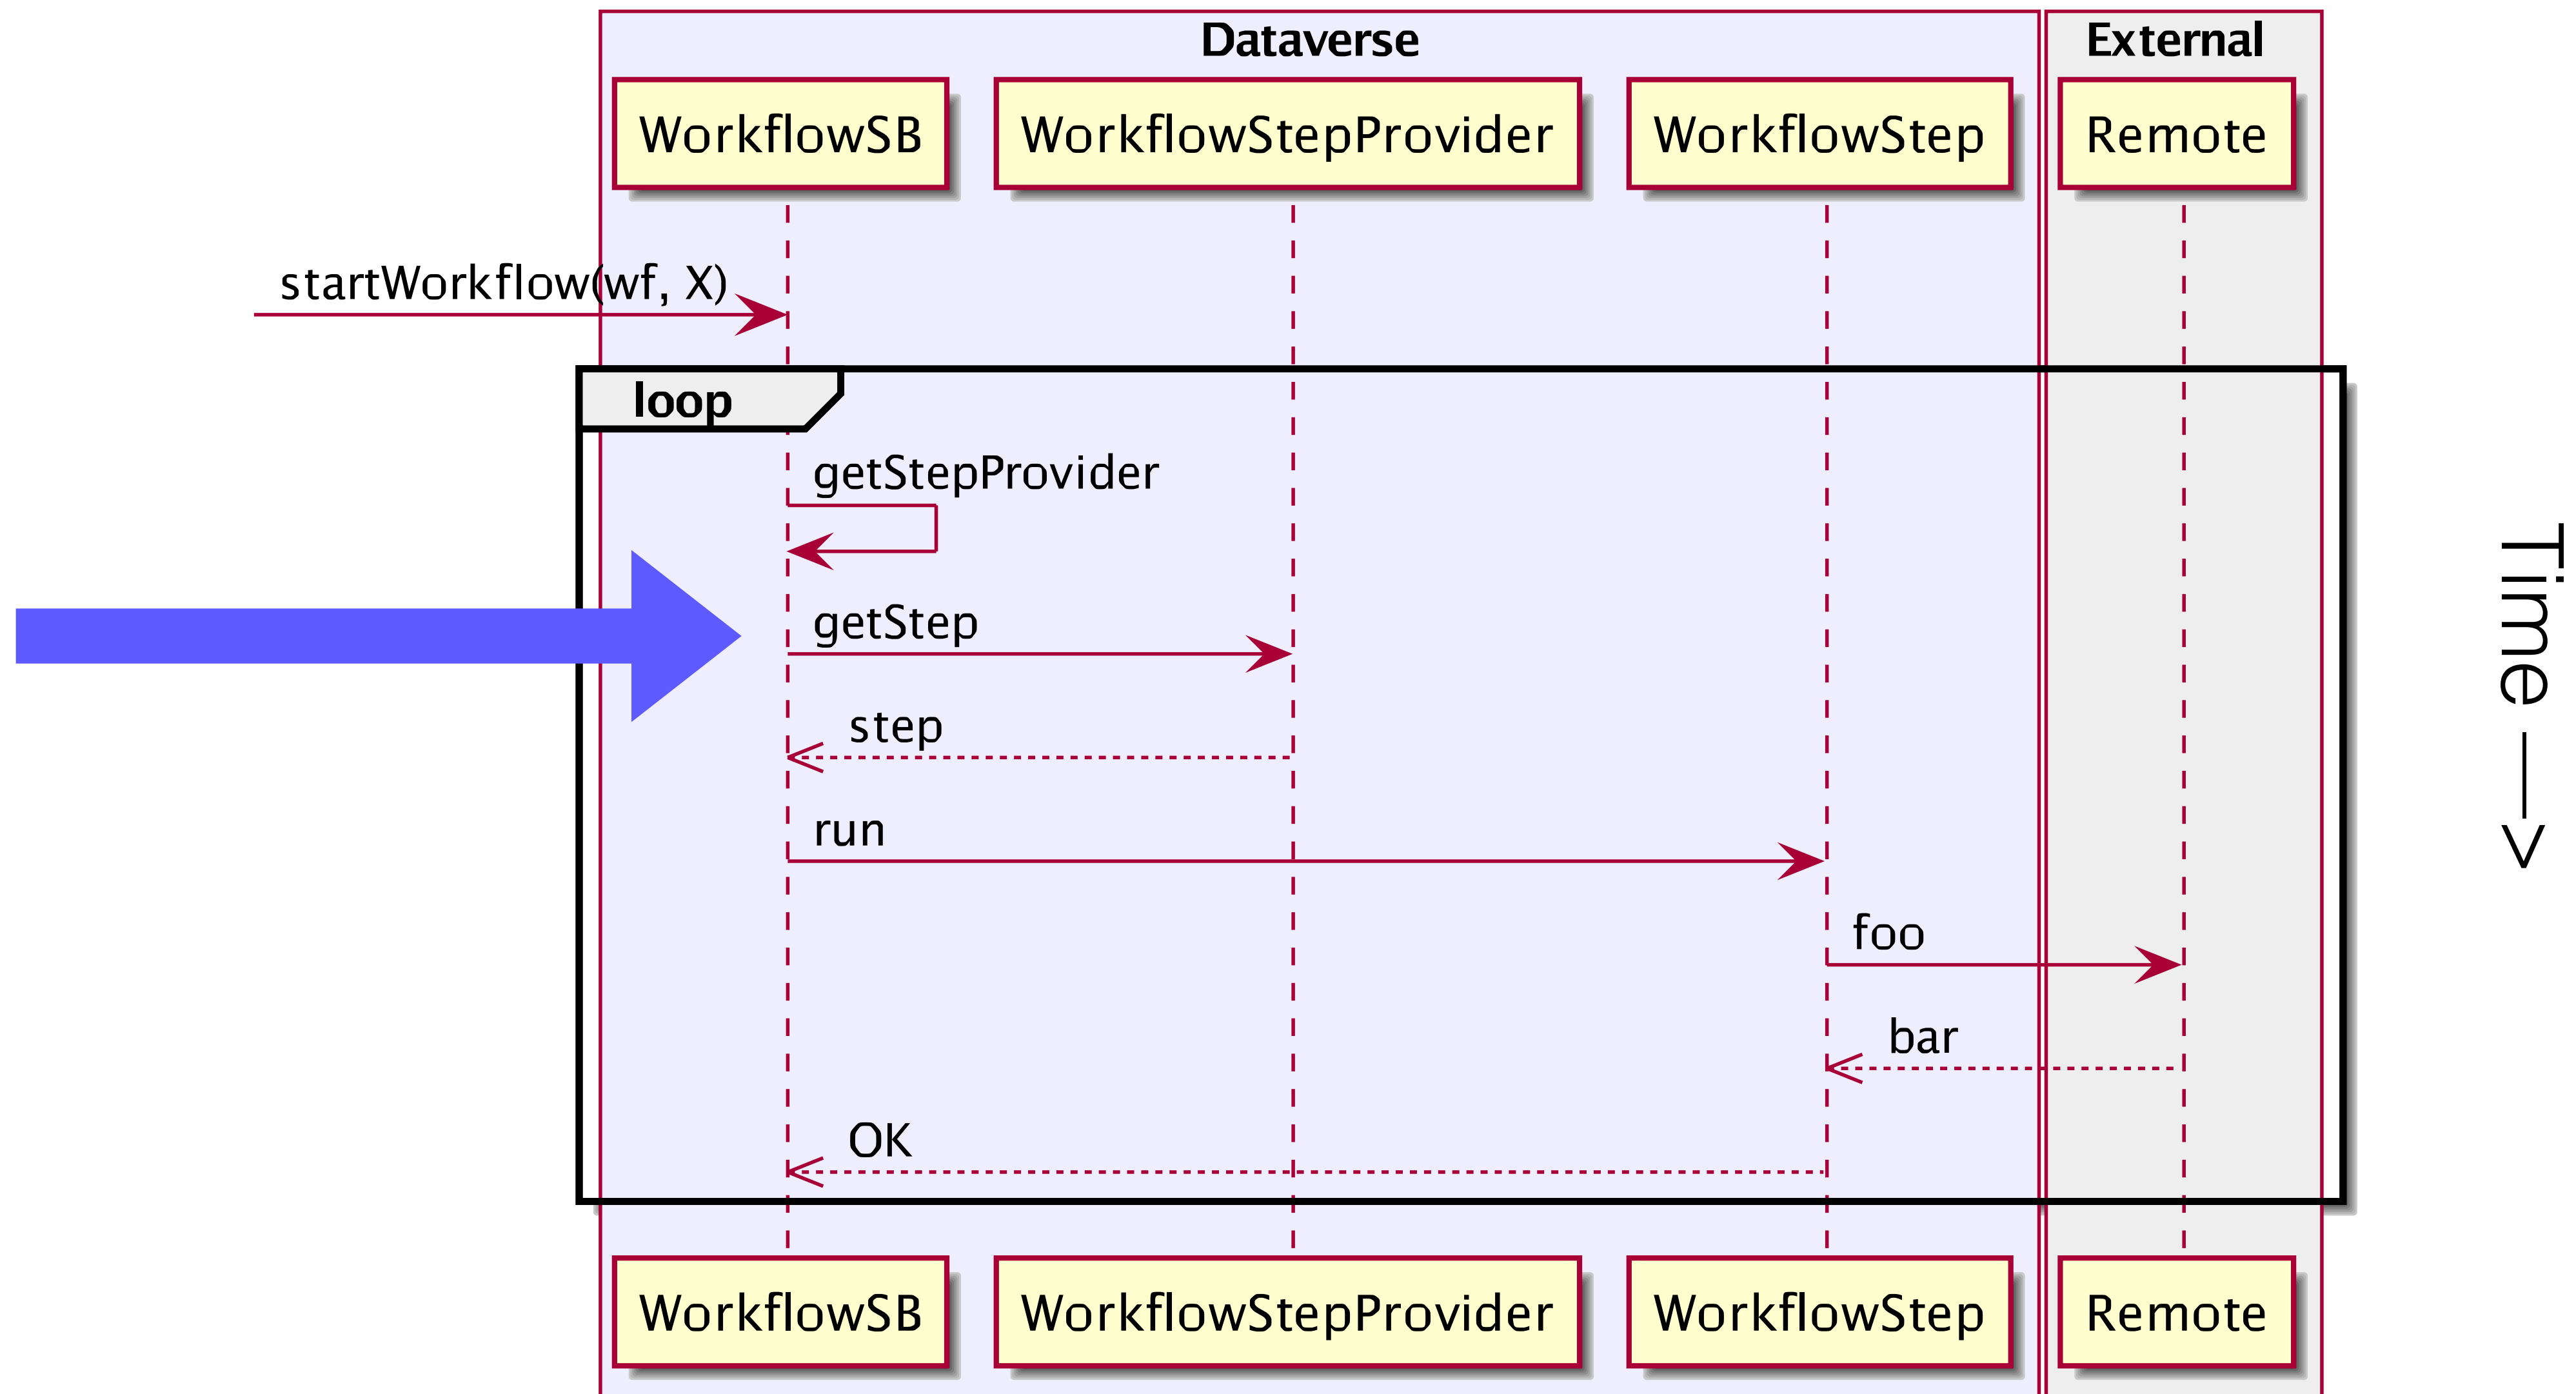 Dataverse
External
WorkflowSB
WorkflowStepProvider
WorkflowStep
Remote
startWorkflow(wf, X)
loop
getStepProvider
getStep
step
run
foo
bar
OK
WorkflowSB
WorkflowStepProvider
WorkflowStep
Remote
Time —>